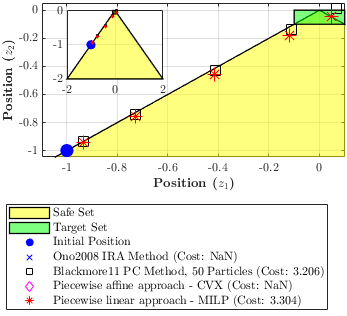 0
-1
-2
-2
0
2
0
-0.2
-0.4
-0.6
-0.8
-1
-1
-0.8
-0.6
-0.4
-0.2
0
Position (z2)
Position (z1)
Safe Set
Target Set
Initial Position
Ono2008 IRA Method (Cost: NaN)
Blackmore11 PC Method, 50 Particles (Cost: 3.206)
Piecewise affine approach - CVX (Cost: NaN)
Piecewise linear approach - MILP (Cost: 3.304)